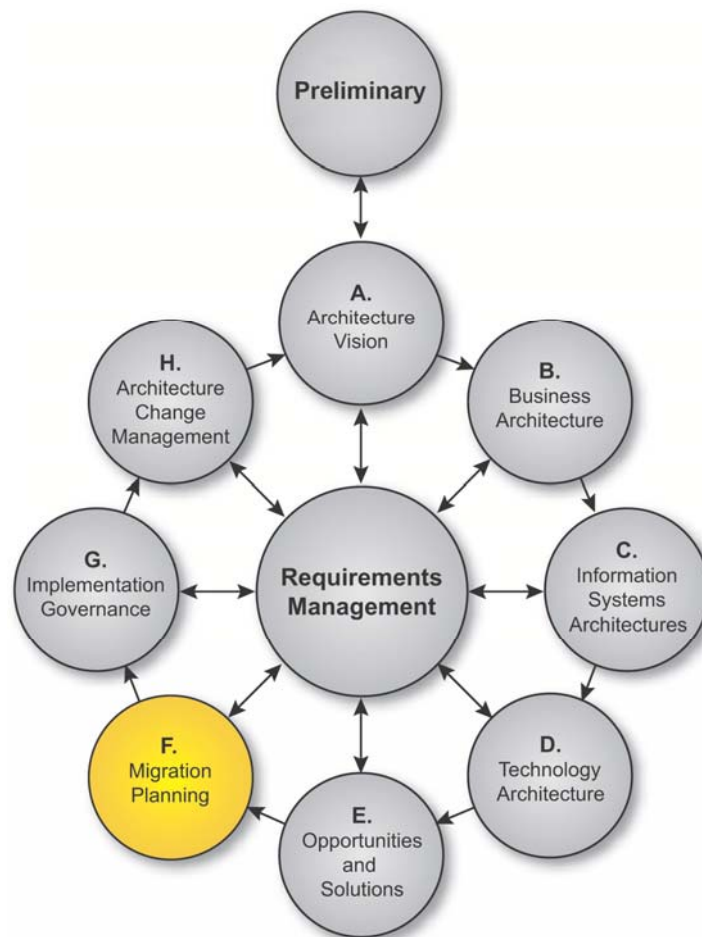 Preliminary
A.
Architecture
Vision
B.
Business
Architecture
C.
Information
Systems
Architectures
D.
Technology
Architecture
E.
Opportunities
and
Solutions
F.
Migration
Planning
G.
Implementation
Governance
H.
Architecture
Change
Management
Requirements
Management